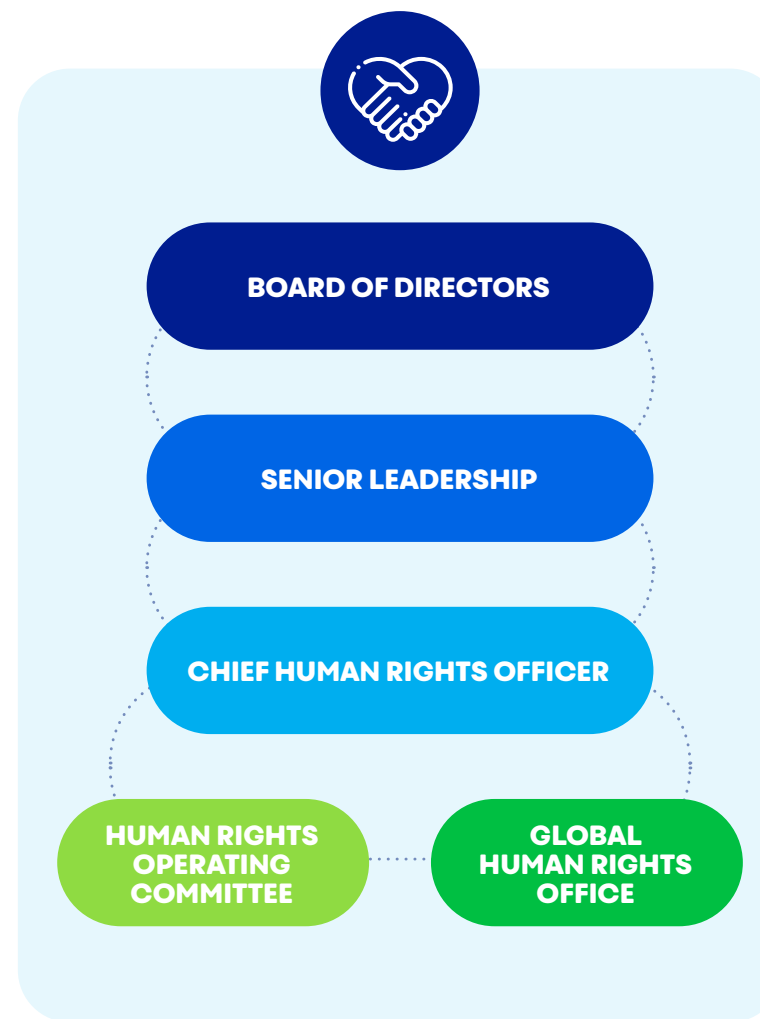 BOARD OF DIRECTORS
SENIOR LEADERSHIP
CHIEF HUMAN RIGHTS OFFICER
HUMAN RIGHTS
OPERATING
COMMITTEE
GLOBAL
HUMAN RIGHTS
OFFICE